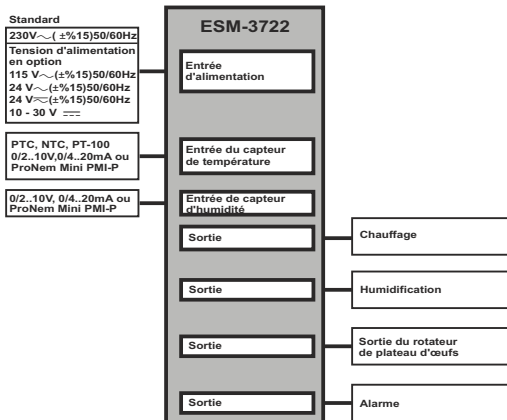 Standard
ESM-3722
230V～( ±%15)50/60Hz
Tension d'alimentation
en option
115 V～(±%15)50/60Hz
24 V～(±%15)50/60Hz
24 V⏦(±%15)50/60Hz
10 - 30 V ⎓
Entrée
d'alimentation
PTC, NTC, PT-100
0/2..10V,0/4..20mA ou
ProNem Mini PMI-P
Entrée du capteur
de température
0/2..10V, 0/4..20mA ou
ProNem Mini PMI-P
Entrée de capteur
d'humidité
Sortie
Chauffage
Sortie
Humidification
Sortie
Sortie du rotateur
de plateau d'œufs
Sortie
Alarme